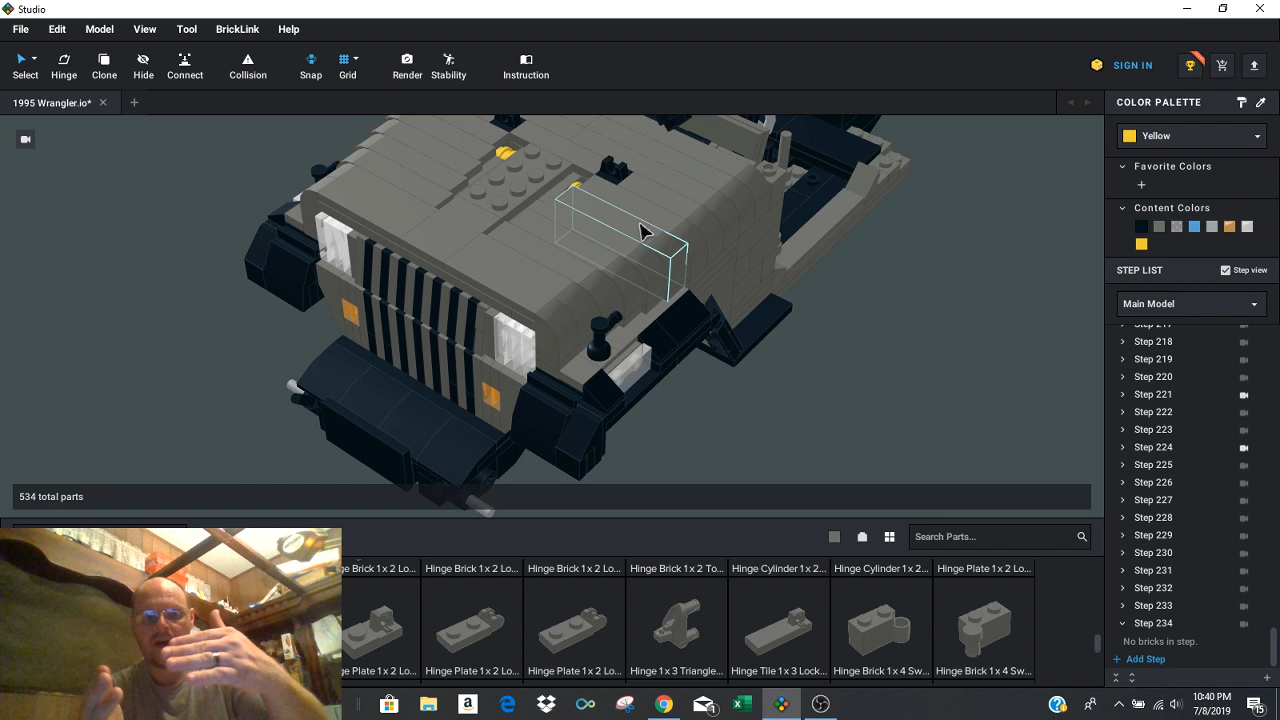 Studio
File Edit Model View Tool BrickLink Help
Select Hinge Clone Hide Connect Collision Snap Grid Render Stability Instruction SIGN IN
1995 Wrangler.io*
COLOR PALETTE
Yellow
Favorite Colors
Content Colors
STEP LIST
Step view
Main Model
Step 218
Step 219
Step 220
Step 221
Step 222
Step 223
Step 224
Step 225
Step 226
Step 227
Step 228
Step 229
Step 230
Step 231
Step 232
Step 233
Step 234
No bricks in step.
+ Add Step
534 total parts
Search Parts...
Hinge Brick 1 x 2 Lo... Hinge Brick 1 x 2 Lo... Hinge Brick 1 x 2 To... Hinge Cylinder 1 x 2... Hinge Cylinder 1 x 2... Hinge Plate 1 x 2 Lo...
Hinge Plate 1 x 2 Lo... Hinge Plate 1 x 2 Lo... Hinge 1 x 3 Triangle... Hinge Tile 1 x 3 Lock... Hinge Brick 1 x 4 Sw... Hinge Brick 1 x 4 Sw...
10:40 PM
7/8/2019
15